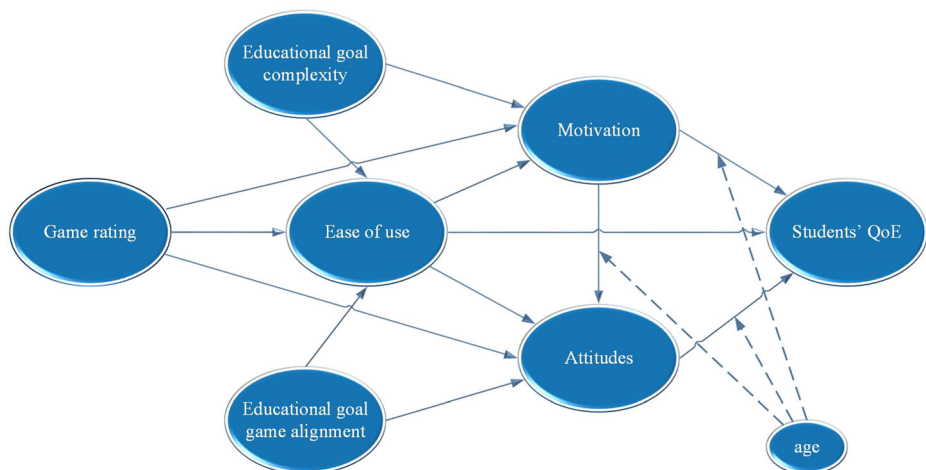 Educational goal
complexity
Motivation
Game rating
Ease of use
Students' QoE
Attitudes
Educational goal
game alignment
age